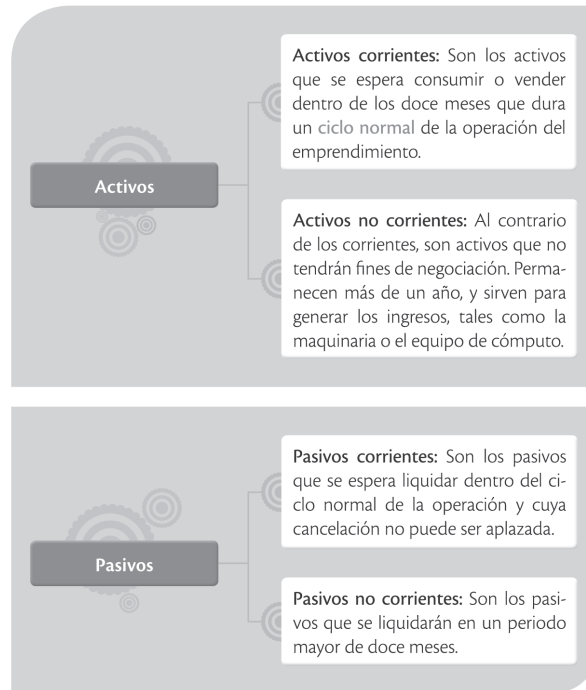 Activos
Activos corrientes: Son los activos
que se espera consumir o vender
dentro de los doce meses que dura
un ciclo normal de la operación del
emprendimiento.
Activos no corrientes: Al contrario
de los corrientes, son activos que no
tendrán fines de negociación. Perma-
necen más de un año, y sirven para
generar los ingresos, tales como la
maquinaria o el equipo de cómputo.
Pasivos
Pasivos corrientes: Son los pasivos
que se espera liquidar dentro del ci-
clo normal de la operación y cuya
cancelación no puede ser aplazada.
Pasivos no corrientes: Son los pasi-
vos que se liquidarán en un periodo
mayor de doce meses.